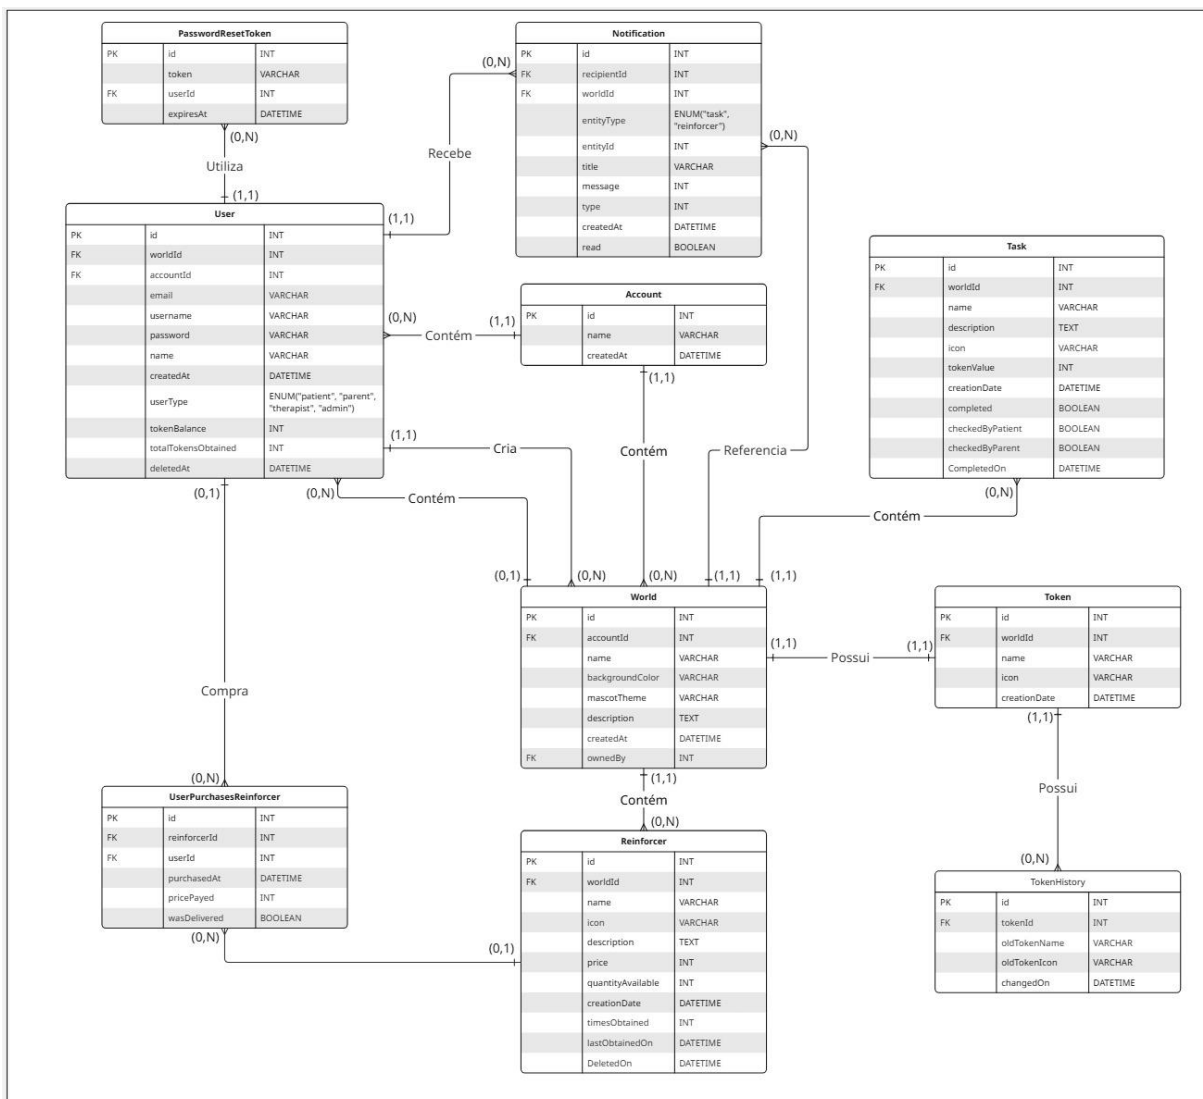 PasswordResetToken
PK id INT
token VARCHAR
FK userId INT
expiresAt DATETIME
(0,N)
Utiliza
(1,1)
Notification
PK id INT
FK recipientId INT
FK worldId INT
entityType ENUM("task",
"reinforcer")
entityId INT
title VARCHAR
message INT
type INT
createdAt DATETIME
read BOOLEAN
(0,N)
Recebe
(1,1)
(0,N)
Referencia
(1,1)
User
PK id INT
FK worldId INT
FK accountId INT
email VARCHAR
username VARCHAR
password VARCHAR
name VARCHAR
createdAt DATETIME
userType ENUM("patient", "parent",
"therapist", "admin")
tokenBalance INT
totalTokensObtained INT
deletedAt DATETIME
(0,N)
Contém
(1,1)
Account
PK id INT
name VARCHAR
createdAt DATETIME
(1,1)
Contém
(0,N)
Task
PK id INT
FK worldId INT
name VARCHAR
description TEXT
icon VARCHAR
tokenValue INT
creationDate DATETIME
completed BOOLEAN
checkedByPatient BOOLEAN
checkedByParent BOOLEAN
CompletedOn DATETIME
(0,N)
Contém
(1,1)
(1,1)
Cria
(0,N)
(0,N)
Contém
(0,1)
(0,1)
Compra
(0,N)
World
PK id INT
FK accountId INT
name VARCHAR
backgroundColor VARCHAR
mascotTheme VARCHAR
description TEXT
createdAt DATETIME
FK ownedBy INT
(1,1)
Possui
(1,1)
Token
PK id INT
FK worldId INT
name VARCHAR
icon VARCHAR
creationDate DATETIME
(1,1)
Possui
(0,N)
(1,1)
Contém
(0,N)
UserPurchasesReinforcer
PK id INT
FK reinforcerId INT
FK userId INT
purchasedAt DATETIME
pricePayed INT
wasDelivered BOOLEAN
(0,N)
(0,1)
Reinforcer
PK id INT
FK worldId INT
name VARCHAR
icon VARCHAR
description TEXT
price INT
quantityAvailable INT
creationDate DATETIME
timesObtained INT
lastObtainedOn DATETIME
DeletedOn DATETIME
TokenHistory
PK id INT
FK tokenId INT
oldTokenName VARCHAR
oldTokenIcon VARCHAR
changedOn DATETIME